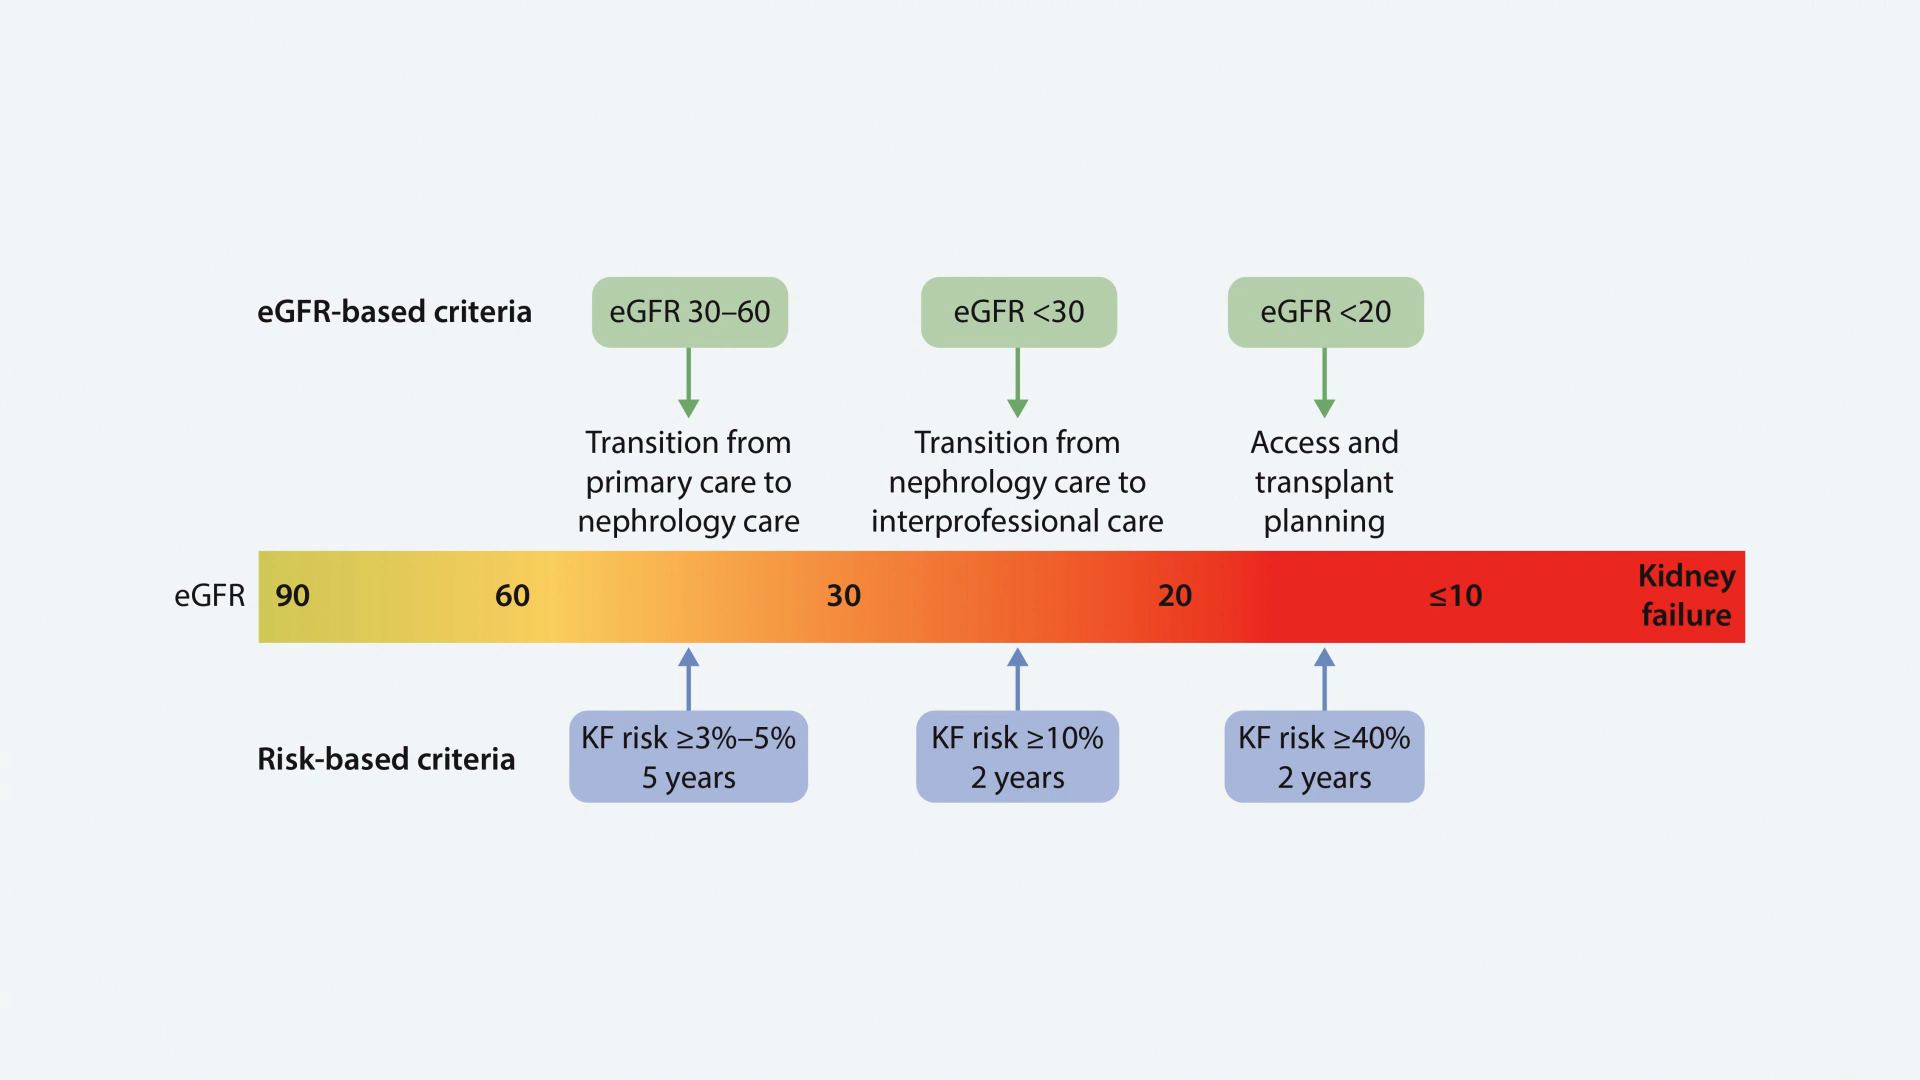 eGFR-based criteria
eGFR 30–60
eGFR <30
eGFR <20
Transition from
primary care to
nephrology care
Transition from
nephrology care to
interprofessional care
Access and
transplant
planning
eGFR
90
60
30
20
≤10
Kidney
failure
Risk-based criteria
KF risk ≥3%–5%
5 years
KF risk ≥10%
2 years
KF risk ≥40%
2 years